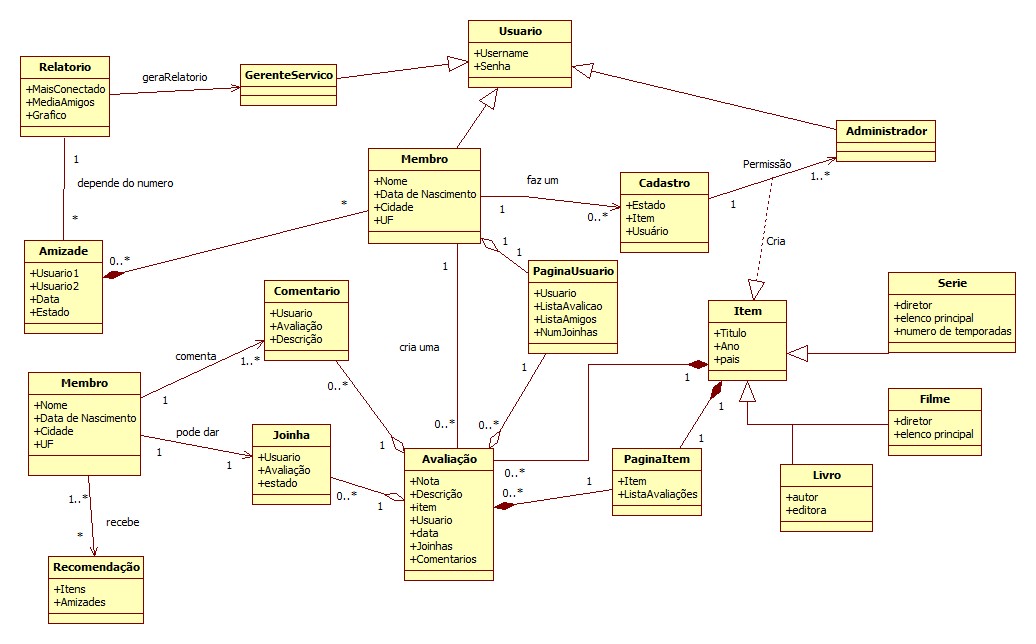 Usuario
+Username
+Senha
Relatorio
+MaisConectado
+MediaAmigos
+Grafico
geraRelatorio
GerenteServico
Administrador
Membro
+Nome
+Data de Nascimento
+Cidade
+UF
faz um
1
0..*
Cadastro
+Estado
+Item
+Usuário
Permissão
1
1..*
Cria
1
depende do numero
*
Amizade
+Usuario1
+Usuario2
+Data
+Estado
0..*
*
1
1
PaginaUsuario
+Usuario
+ListaAvalicao
+ListaAmigos
+NumJoinhas
1
cria uma
0..*
1
0..*
Comentario
+Usuario
+Avaliação
+Descrição
Item
+Titulo
+Ano
+pais
Serie
+diretor
+elenco principal
+numero de temporadas
Membro
+Nome
+Data de Nascimento
+Cidade
+UF
comenta
1
1..*
0..*
1
pode dar
1
1
Joinha
+Usuario
+Avaliação
+estado
0..*
1
Avaliação
+Nota
+Descrição
+item
+Usuario
+data
+Joinhas
+Comentarios
1
0..*
1
1
PaginaItem
+Item
+ListaAvaliações
0..*
1
Filme
+diretor
+elenco principal
Livro
+autor
+editora
1..*
recebe
*
Recomendação
+Itens
+Amizades